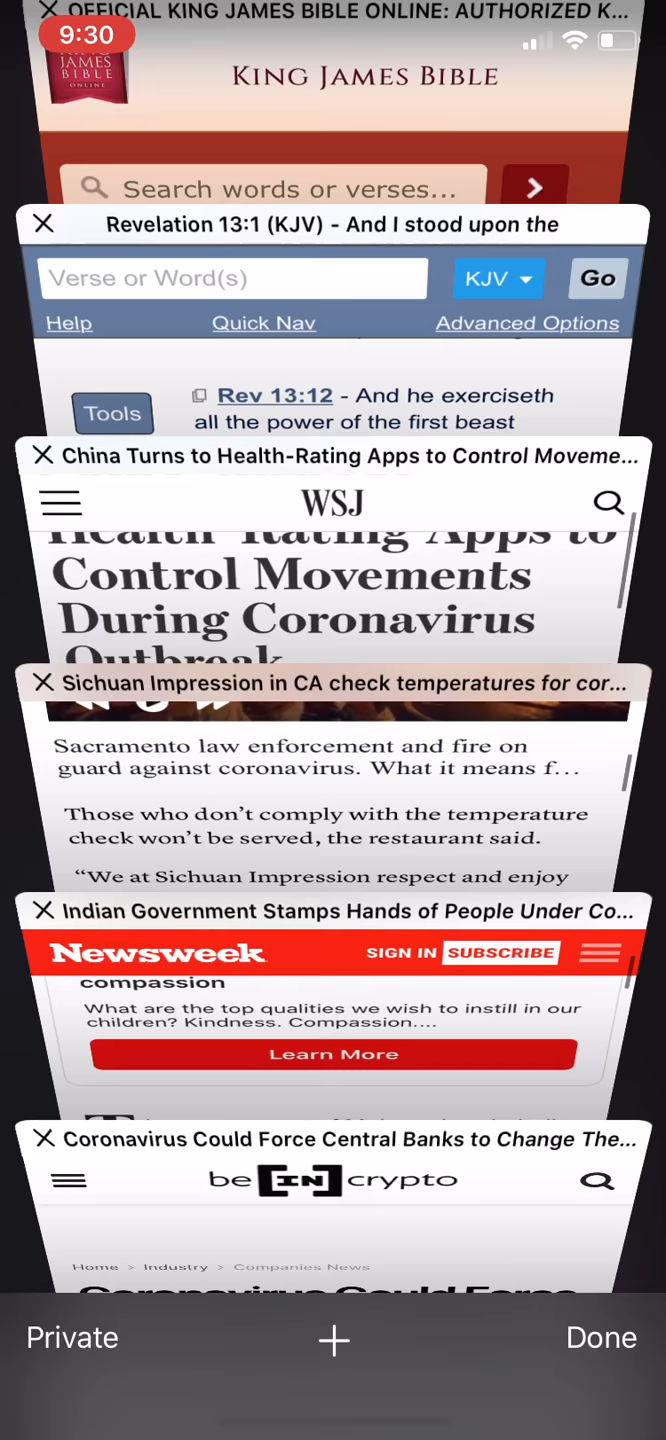 OFFICIAL KING JAMES BIBLE ONLINE: AUTHORIZED K...
9:30
KING JAMES
BIBLE
ONLINE
KING JAMES BIBLE
Search words or verses...
Revelation 13:1 (KJV) - And I stood upon the
Verse or Word(s)
KJV
Go
Help
Quick Nav
Advanced Options
Tools
Rev 13:12 - And he exerciseth
all the power of the first beast
China Turns to Health-Rating Apps to Control Moveme...
WSJ
Health-Rating Apps to
Control Movements
During Coronavirus
Outbreak
Sichuan Impression in CA check temperatures for cor...
Sacramento law enforcement and fire on
guard against coronavirus. What it means f...
Those who don’t comply with the temperature
check won’t be served, the restaurant said.
“We at Sichuan Impression respect and enjoy
Indian Government Stamps Hands of People Under Co...
Newsweek
SIGN IN
SUBSCRIBE
compassion
What are the top qualities we wish to instill in our
children? Kindness. Compassion....
Learn More
Coronavirus Could Force Central Banks to Change The...
be[IN]crypto
Home > Industry > Companies News
Coronavirus Could Force
Private
+
Done